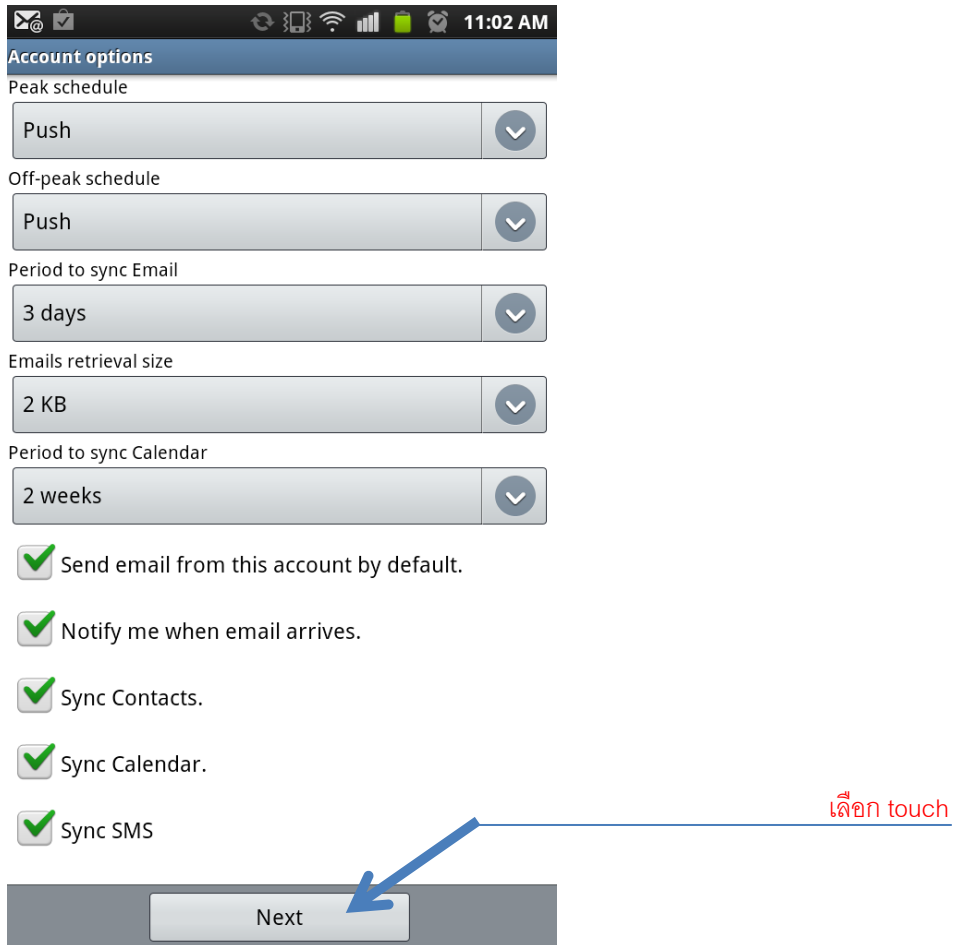 11:02 AM
Account options
Peak schedule
Push
Off-peak schedule
Push
Period to sync Email
3 days
Emails retrieval size
2 KB
Period to sync Calendar
2 weeks
Send email from this account by default.
Notify me when email arrives.
Sync Contacts.
Sync Calendar.
เลือก touch
Sync SMS
Next